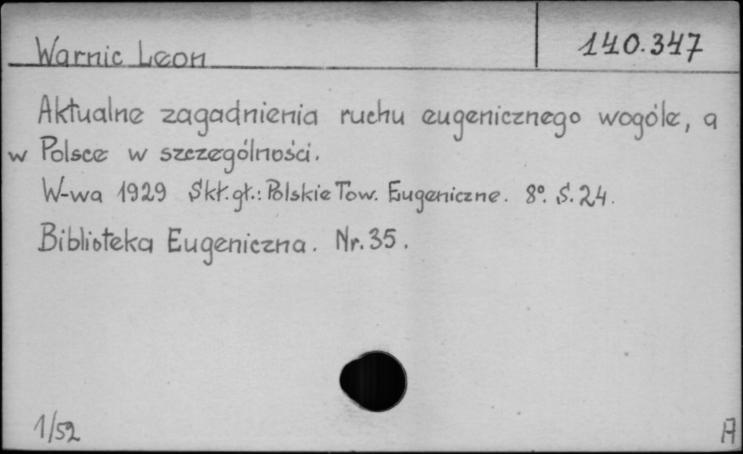 Warnic Leon
140.347
Aktualne zagadnienia ruchu eugenicznego wogóle, a
w Polsce w szczególności.
W-wa 1929 Skł.gł.: Polskie Tow. Eugeniczne. 8°. S.24.
Biblioteka Eugeniczna. Nr.35.
1/52
A